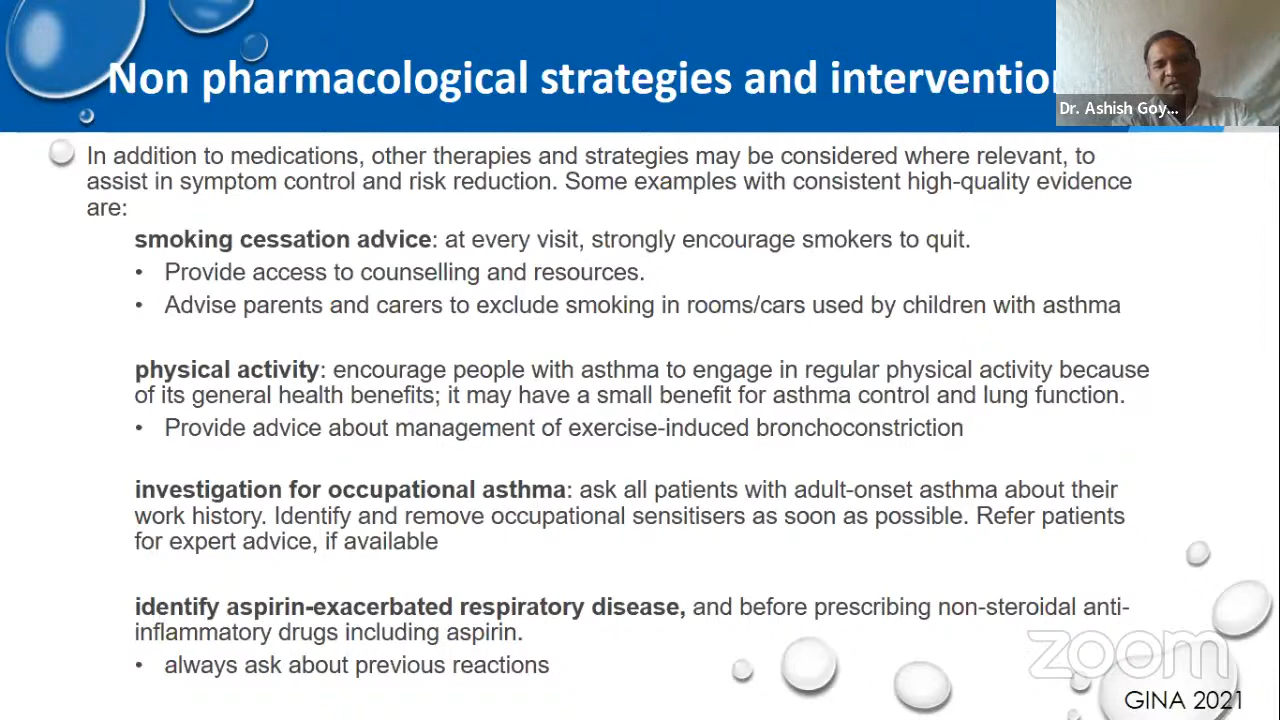 Non pharmacological strategies and intervention
Dr. Ashish Goy...
In addition to medications, other therapies and strategies may be considered where relevant, to
assist in symptom control and risk reduction. Some examples with consistent high-quality evidence
are:
smoking cessation advice: at every visit, strongly encourage smokers to quit.
• Provide access to counselling and resources.
• Advise parents and carers to exclude smoking in rooms/cars used by children with asthma
physical activity: encourage people with asthma to engage in regular physical activity because
of its general health benefits; it may have a small benefit for asthma control and lung function.
• Provide advice about management of exercise-induced bronchoconstriction
investigation for occupational asthma: ask all patients with adult-onset asthma about their
work history. Identify and remove occupational sensitisers as soon as possible. Refer patients
for expert advice, if available
identify aspirin-exacerbated respiratory disease, and before prescribing non-steroidal anti-
inflammatory drugs including aspirin.
• always ask about previous reactions
zoom
GINA 2021